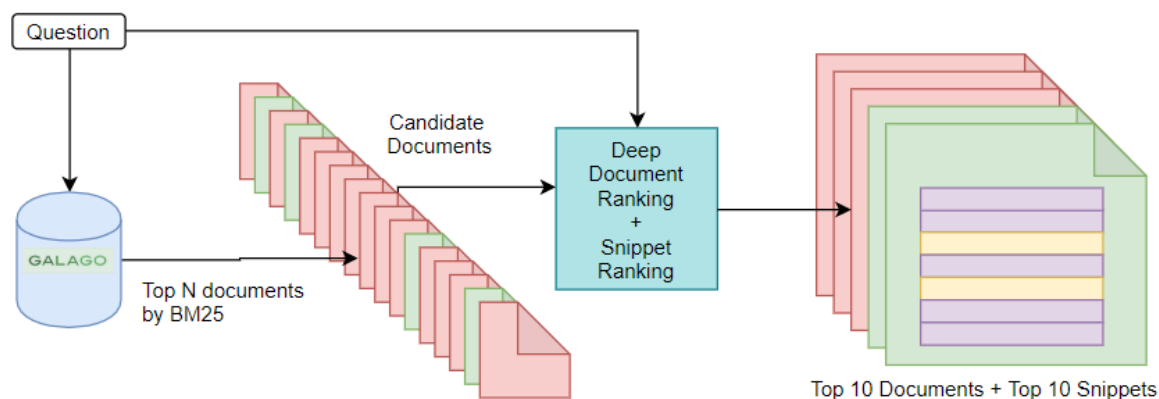 Question
Candidate
Documents
Deep
Document
Ranking
+
Snippet
Ranking
GALAGO
Top N documents
by BM25
Top 10 Documents + Top 10 Snippets